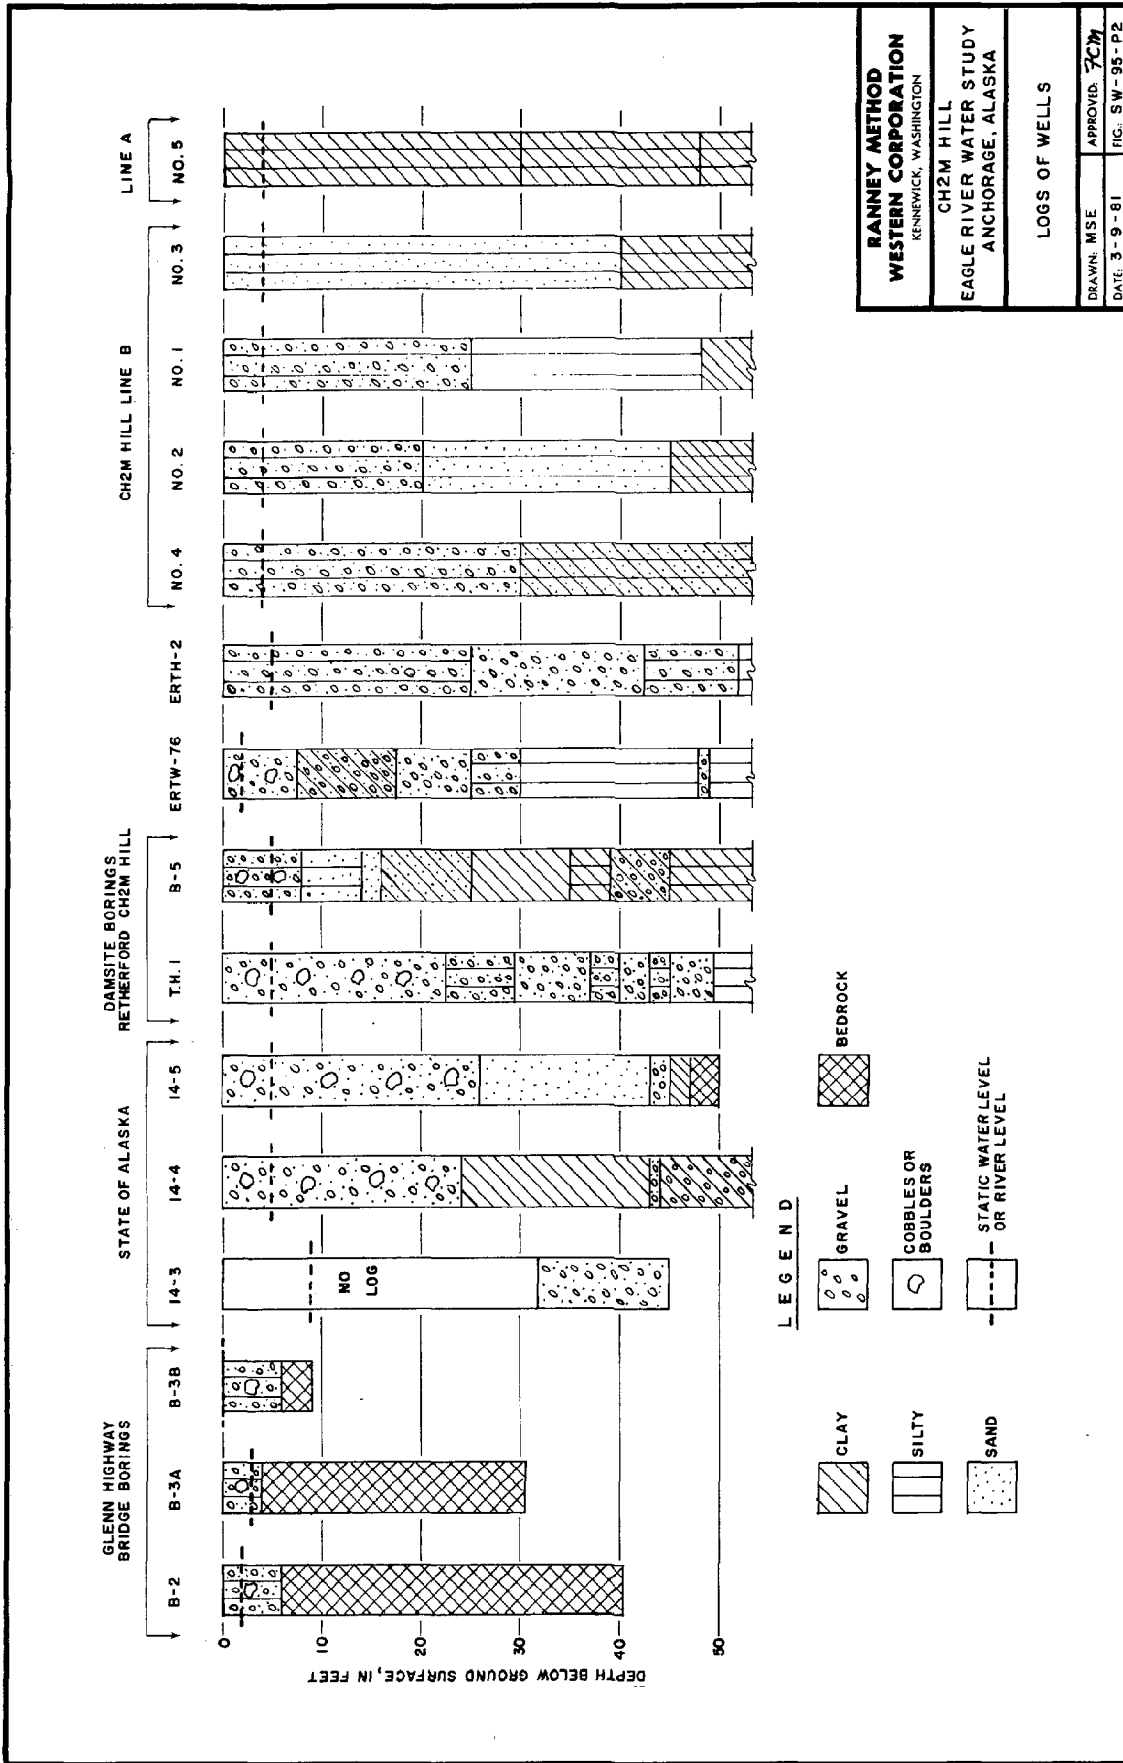 GLENN HIGHWAY
BRIDGE BORINGS
STATE OF ALASKA
DAMSITE BORINGS
RETHERFORD CH2M HILL
CH2M HILL LINE B
LINE A
B-2
B-3A
B-3B
14-3
14-4
14-5
T.H.1
B-5
ERTW-76
ERTH-2
NO.4
NO.2
NO.1
NO.3
NO.5
DEPTH BELOW GROUND SURFACE, IN FEET
0
10
20
30
40
50
NO
LOG
LEGEND
CLAY
SILTY
SAND
GRAVEL
COBBLES OR
BOULDERS
STATIC WATER LEVEL
OR RIVER LEVEL
BEDROCK
RANNEY METHOD
WESTERN CORPORATION
KENNEWICK, WASHINGTON
CH2M HILL
EAGLE RIVER WATER STUDY
ANCHORAGE, ALASKA
LOGS OF WELLS
DRAWN: MSE
APPROVED: FCM
DATE: 3-9-81
FIG.: SW-95-P2